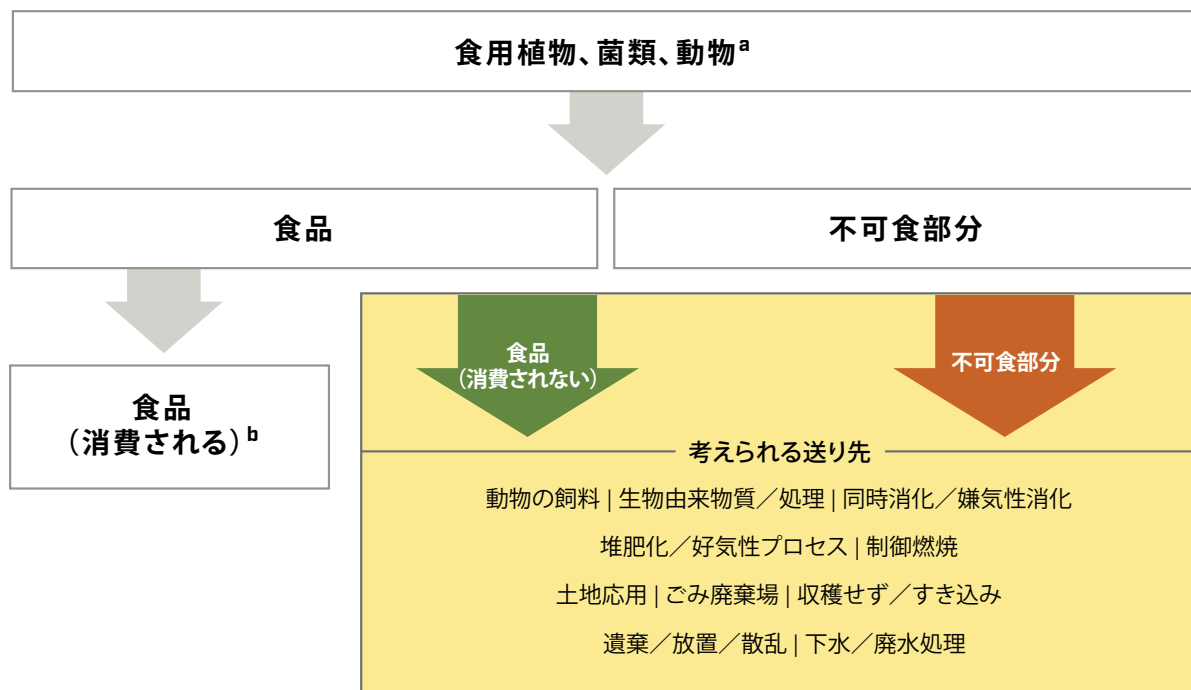 食用植物、菌類、動物a
食品
不可食部分
食品
（消費される）b
食品
（消費されない）
不可食部分
考えられる送り先
動物の飼料 | 生物由来物質／処理 | 同時消化／嫌気性消化
堆肥化／好気性プロセス | 制御燃焼
土地応用 | ごみ廃棄場 | 収穫せず／すき込み
遺棄／放置／散乱 | 下水／廃水処理